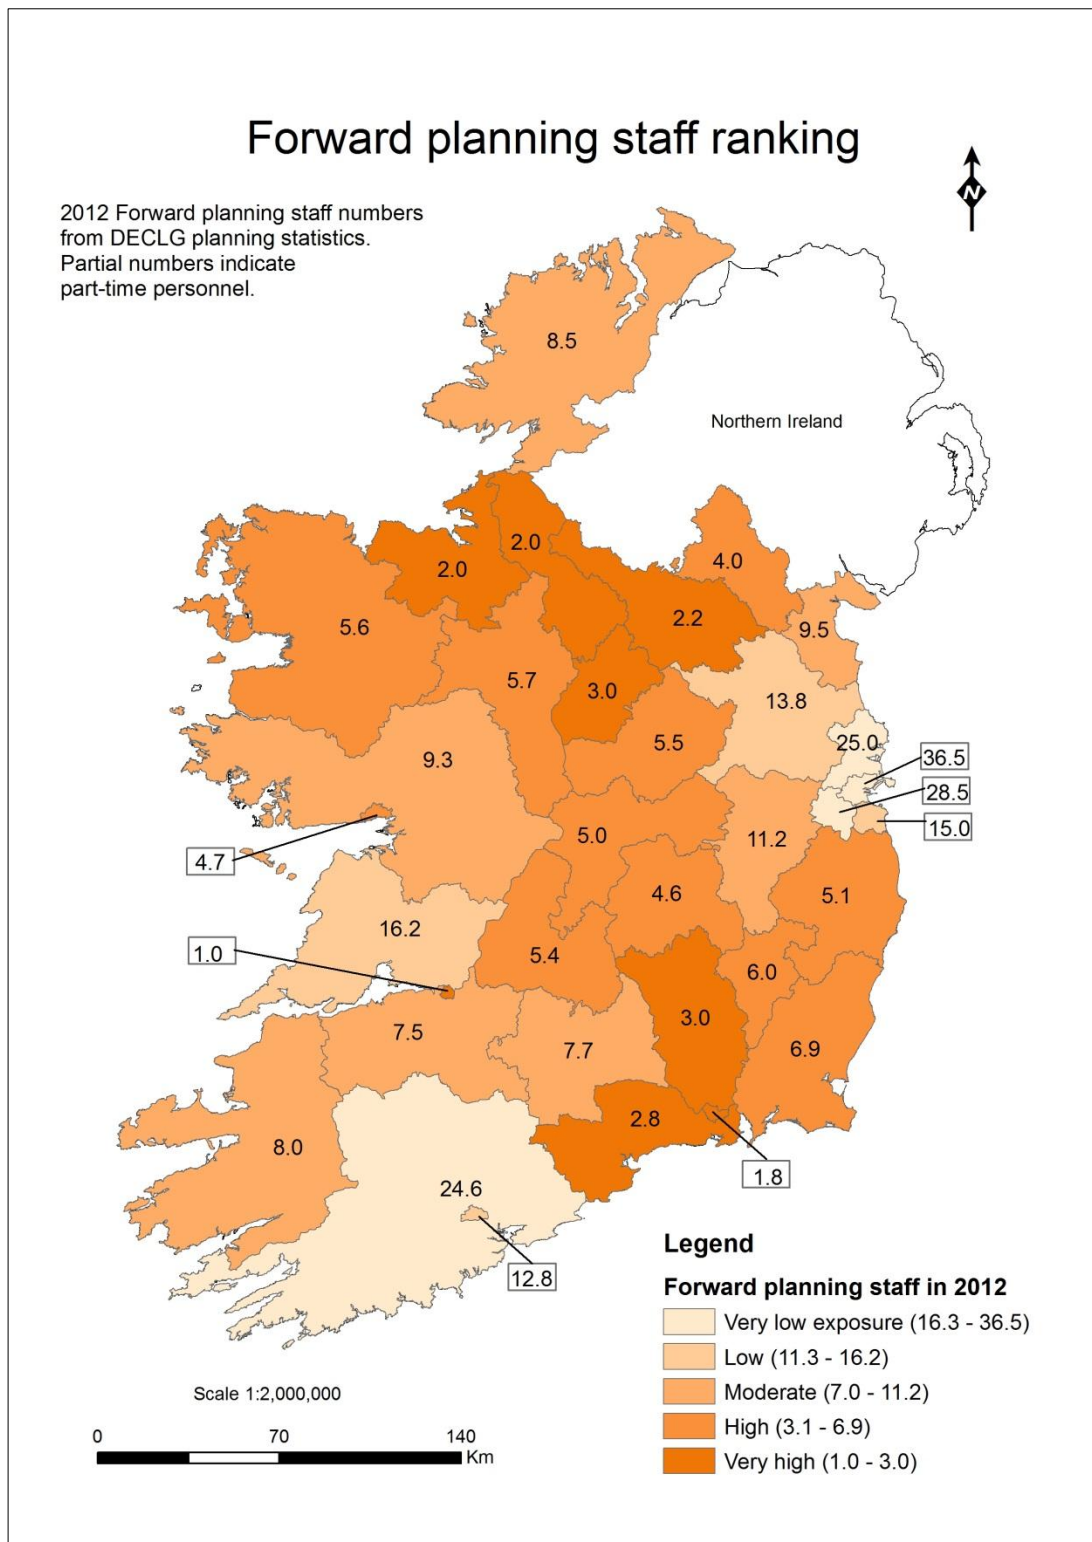 Forward planning staff ranking
N
2012 Forward planning staff numbers
from DECLG planning statistics.
Partial numbers indicate
part-time personnel.
8.5
Northern Ireland
2.0
2.0
4.0
2.2
5.6
9.5
5.7
3.0
13.8
5.5
25.0
9.3
36.5
28.5
15.0
5.0
11.2
4.7
4.6
5.1
16.2
1.0
5.4
6.0
3.0
7.5
7.7
6.9
2.8
8.0
1.8
24.6
12.8
Legend
Forward planning staff in 2012
Very low exposure (16.3 - 36.5)
Low (11.3 - 16.2)
Moderate (7.0 - 11.2)
High (3.1 - 6.9)
Very high (1.0 - 3.0)
Scale 1:2,000,000
0 70 140
Km